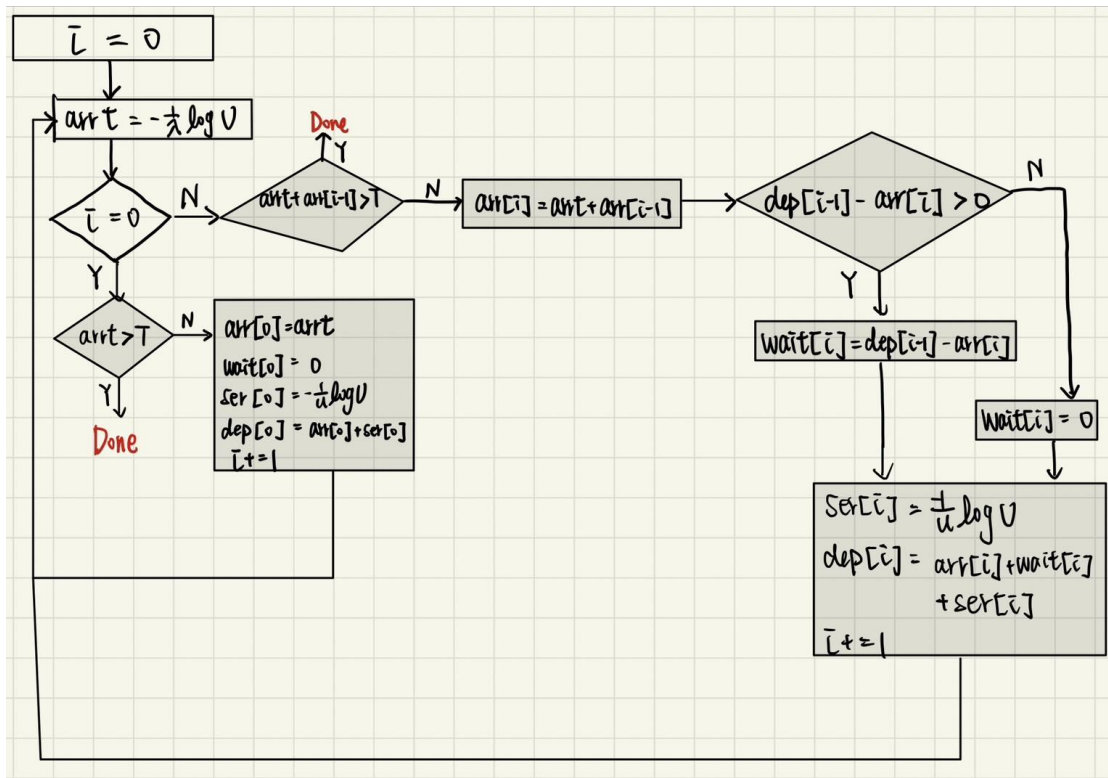 i = 0
arrt = -1/λ log U
i = 0
N
Y
arrt>T
N
Y
Done
arr[0]=arrt
wait[0] = 0
ser[0] = -1/u logU
dep[0] = arr[0]+ser[0]
i+=1
Done
Y
arrt+arr[i-1]>T
N
arr[i]=arrt+arr[i-1]
dep[i-1] - arr[i] > 0
N
Y
wait[i]=dep[i-1]-arr[i]
wait[i]=0
ser[i] = -1/u log U
dep[i] = arr[i]+wait[i]
+ser[i]
i+=1